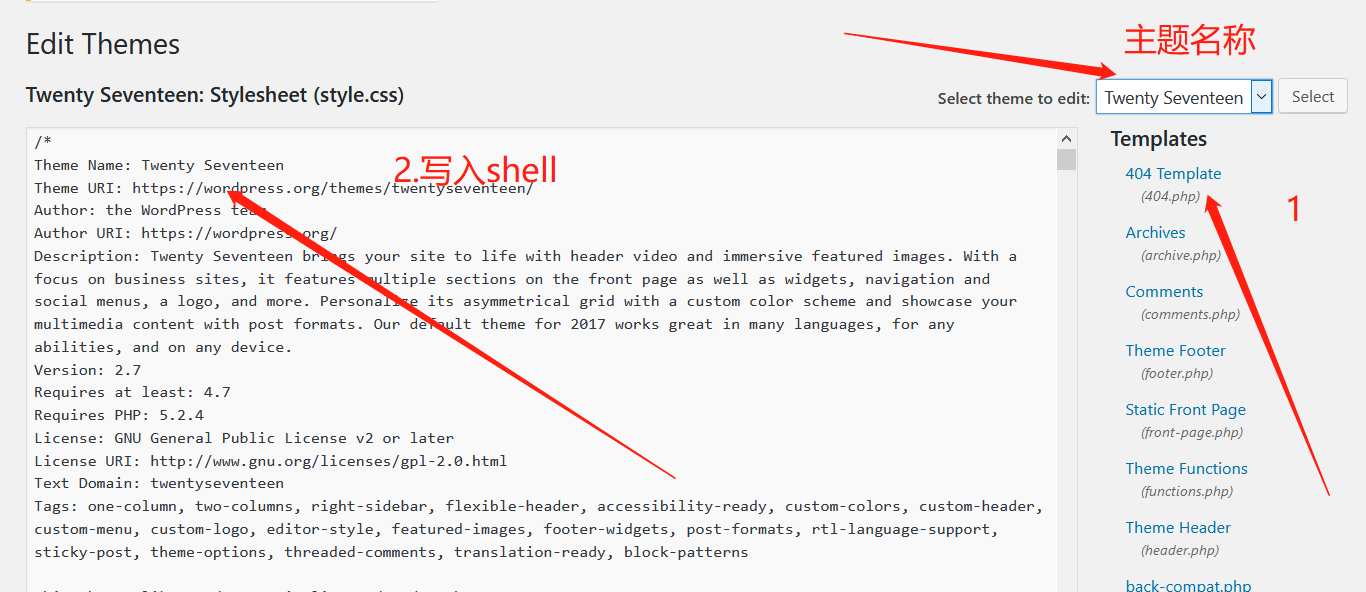 主题名称
Edit Themes
Twenty Seventeen: Stylesheet (style.css)
Select theme to edit: Twenty Seventeen Select
/*
Theme Name: Twenty Seventeen
2.写入shell
Theme URI: https://wordpress.org/themes/twentyseventeen/
Author: the WordPress team
Author URI: https://wordpress.org/
Description: Twenty Seventeen brings your site to life with header video and immersive featured images. With a
focus on business sites, it features multiple sections on the front page as well as widgets, navigation and
social menus, a logo, and more. Personalize its asymmetrical grid with a custom color scheme and showcase your
multimedia content with post formats. Our default theme for 2017 works great in many languages, for any
abilities, and on any device.
Version: 2.7
Requires at least: 4.7
Requires PHP: 5.2.4
License: GNU General Public License v2 or later
License URI: http://www.gnu.org/licenses/gpl-2.0.html
Text Domain: twentyseventeen
Tags: one-column, two-columns, right-sidebar, flexible-header, accessibility-ready, custom-colors, custom-header,
custom-menu, custom-logo, editor-style, featured-images, footer-widgets, post-formats, rtl-language-support,
sticky-post, theme-options, threaded-comments, translation-ready, block-patterns
Templates
404 Template
(404.php)
1
Archives
(archive.php)
Comments
(comments.php)
Theme Footer
(footer.php)
Static Front Page
(front-page.php)
Theme Functions
(functions.php)
Theme Header
(header.php)
back-compat.php